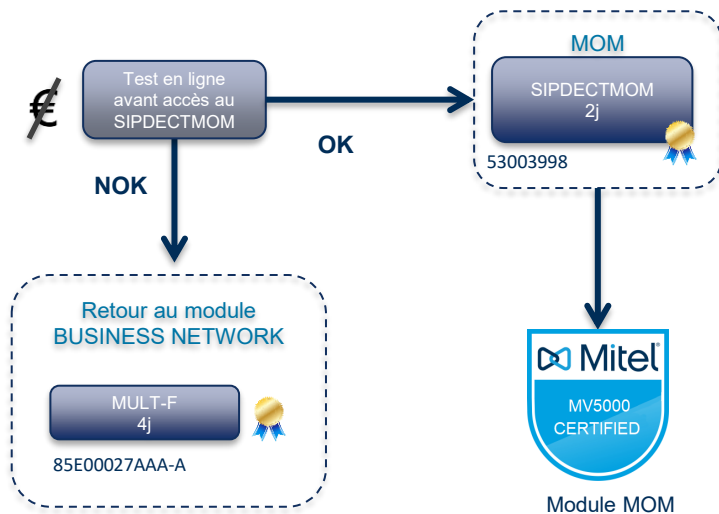 €
Test en ligne
avant accès au
SIPDECTMOM
OK
NOK
MOM
SIPDECTMOM
2j
53003998
Retour au module
BUSINESS NETWORK
MULT-F
4j
85E00027AAA-A
Mitel
MV5000
CERTIFIED
Module MOM